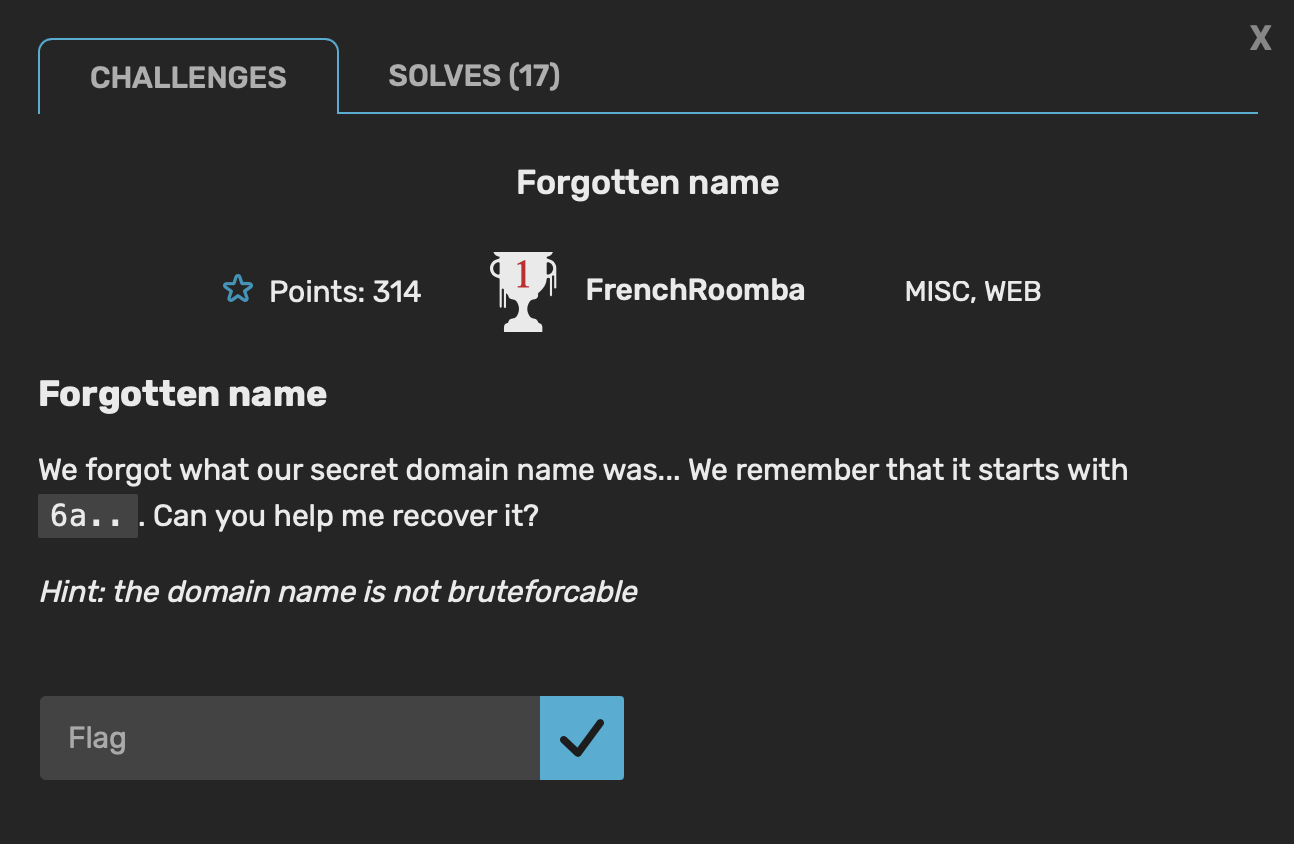 X
CHALLENGES SOLVES (17)
Forgotten name
Points: 314 1 FrenchRoomba MISC, WEB
Forgotten name
We forgot what our secret domain name was... We remember that it starts with
6a.. . Can you help me recover it?
Hint: the domain name is not bruteforcable
Flag